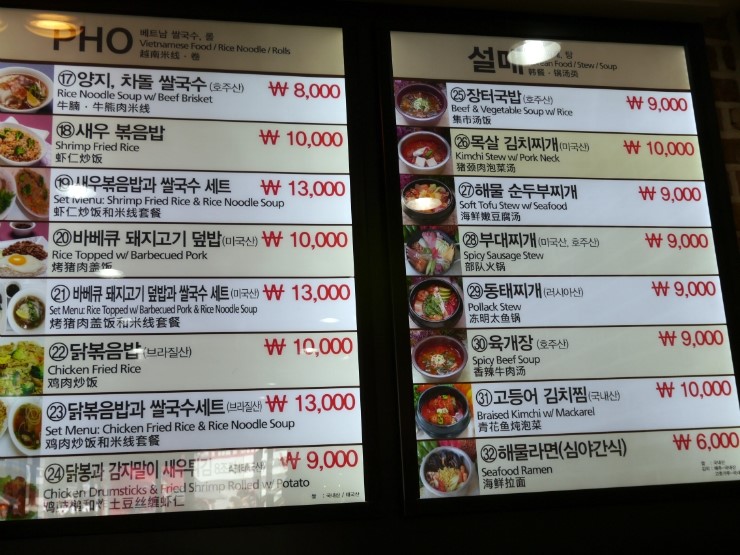 PHO
베트남 쌀국수, 롤
Vietnamese Food / Rice Noodle / Rolls
越南米线 · 卷
⑰ 양지, 차돌 쌀국수 (호주산) ₩ 8,000
Rice Noodle Soup w/ Beef Brisket
牛腩 · 牛熊肉米线
⑱ 새우 볶음밥 ₩ 10,000
Shrimp Fried Rice
虾仁炒饭
⑲ 새우볶음밥과 쌀국수 세트 ₩ 13,000
Set Menu: Shrimp Fried Rice & Rice Noodle Soup
虾仁炒饭和米线套餐
⑳ 바베큐 돼지고기 덮밥 (미국산) ₩ 10,000
Rice Topped w/ Barbecued Pork
烤猪肉盖饭
㉑ 바베큐 돼지고기 덮밥과 쌀국수 세트 (미국산) ₩ 13,000
Set Menu: Rice Topped w/ Barbecued Pork & Rice Noodle Soup
烤猪肉盖饭和米线套餐
㉒ 닭볶음밥 (브라질산) ₩ 10,000
Chicken Fried Rice
鸡肉炒饭
㉓ 닭볶음밥과 쌀국수세트 (브라질산) ₩ 13,000
Set Menu: Chicken Fried Rice & Rice Noodle Soup
鸡肉炒饭和米线套餐
㉔ 닭봉과 감자말이 새우튀김 ₩ 9,000
Chicken Drumsticks & Fried Shrimp Rolled w/ Potato
土豆丝缠虾仁
쌀 : 국내산 / 태국산
설매
탕
Food / Stew / Soup
韩餐 · 锅汤类
㉕ 장터국밥 (호주산) ₩ 9,000
Beef & Vegetable Soup w/ Rice
集市汤饭
㉖ 목살 김치찌개 (미국산) ₩ 10,000
Kimchi Stew w/ Pork Neck
猪颈肉泡菜汤
㉗ 해물 순두부찌개 ₩ 9,000
Soft Tofu Stew w/ Seafood
海鲜嫩豆腐汤
㉘ 부대찌개 (미국산, 호주산) ₩ 9,000
Spicy Sausage Stew
部队火锅
㉙ 동태찌개 (러시아산) ₩ 9,000
Pollack Stew
冻明太鱼锅
㉚ 육개장 (호주산) ₩ 9,000
Spicy Beef Soup
香辣牛肉汤
㉛ 고등어 김치찜 (국내산) ₩ 10,000
Braised Kimchi w/ Mackarel
青花鱼炖泡菜
㉜ 해물라면(심야간식) ₩ 6,000
Seafood Ramen
海鲜拉面
쌀 : 국내산